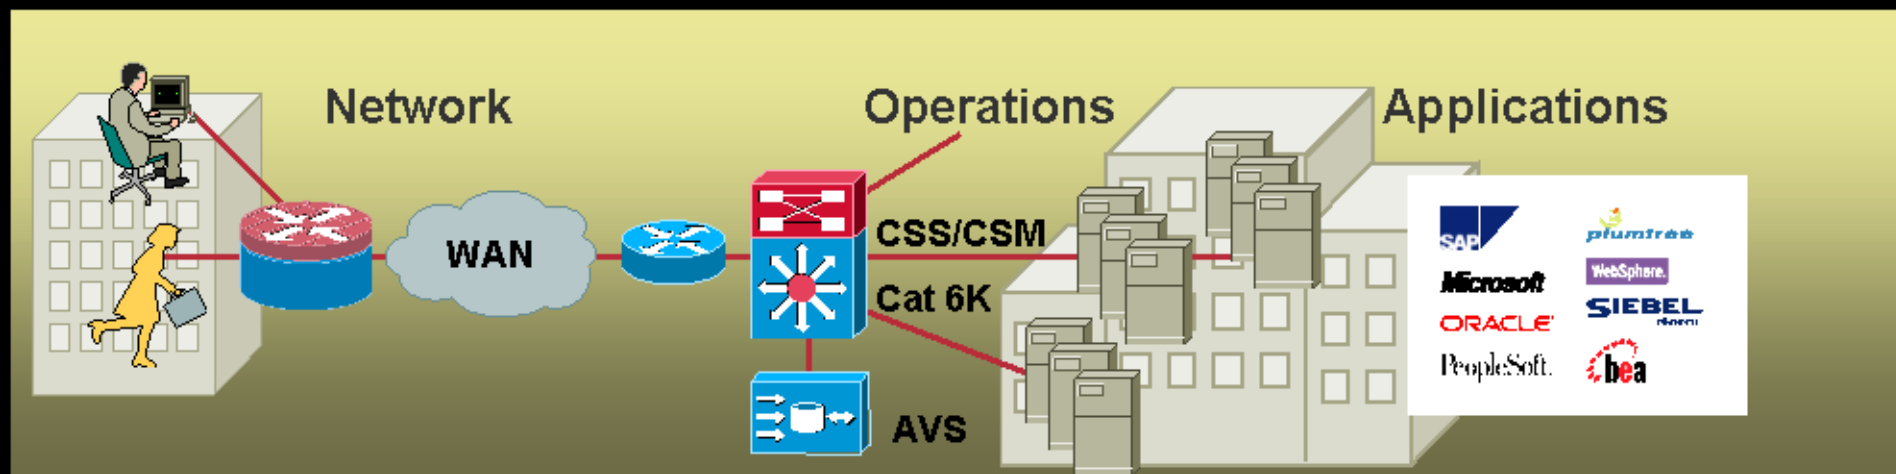 Network
Operations
Applications
WAN
CSS/CSM
Cat 6K
AVS
SAP
Microsoft
ORACLE
PeopleSoft.
plumtree
WebSphere.
SIEBEL
bea